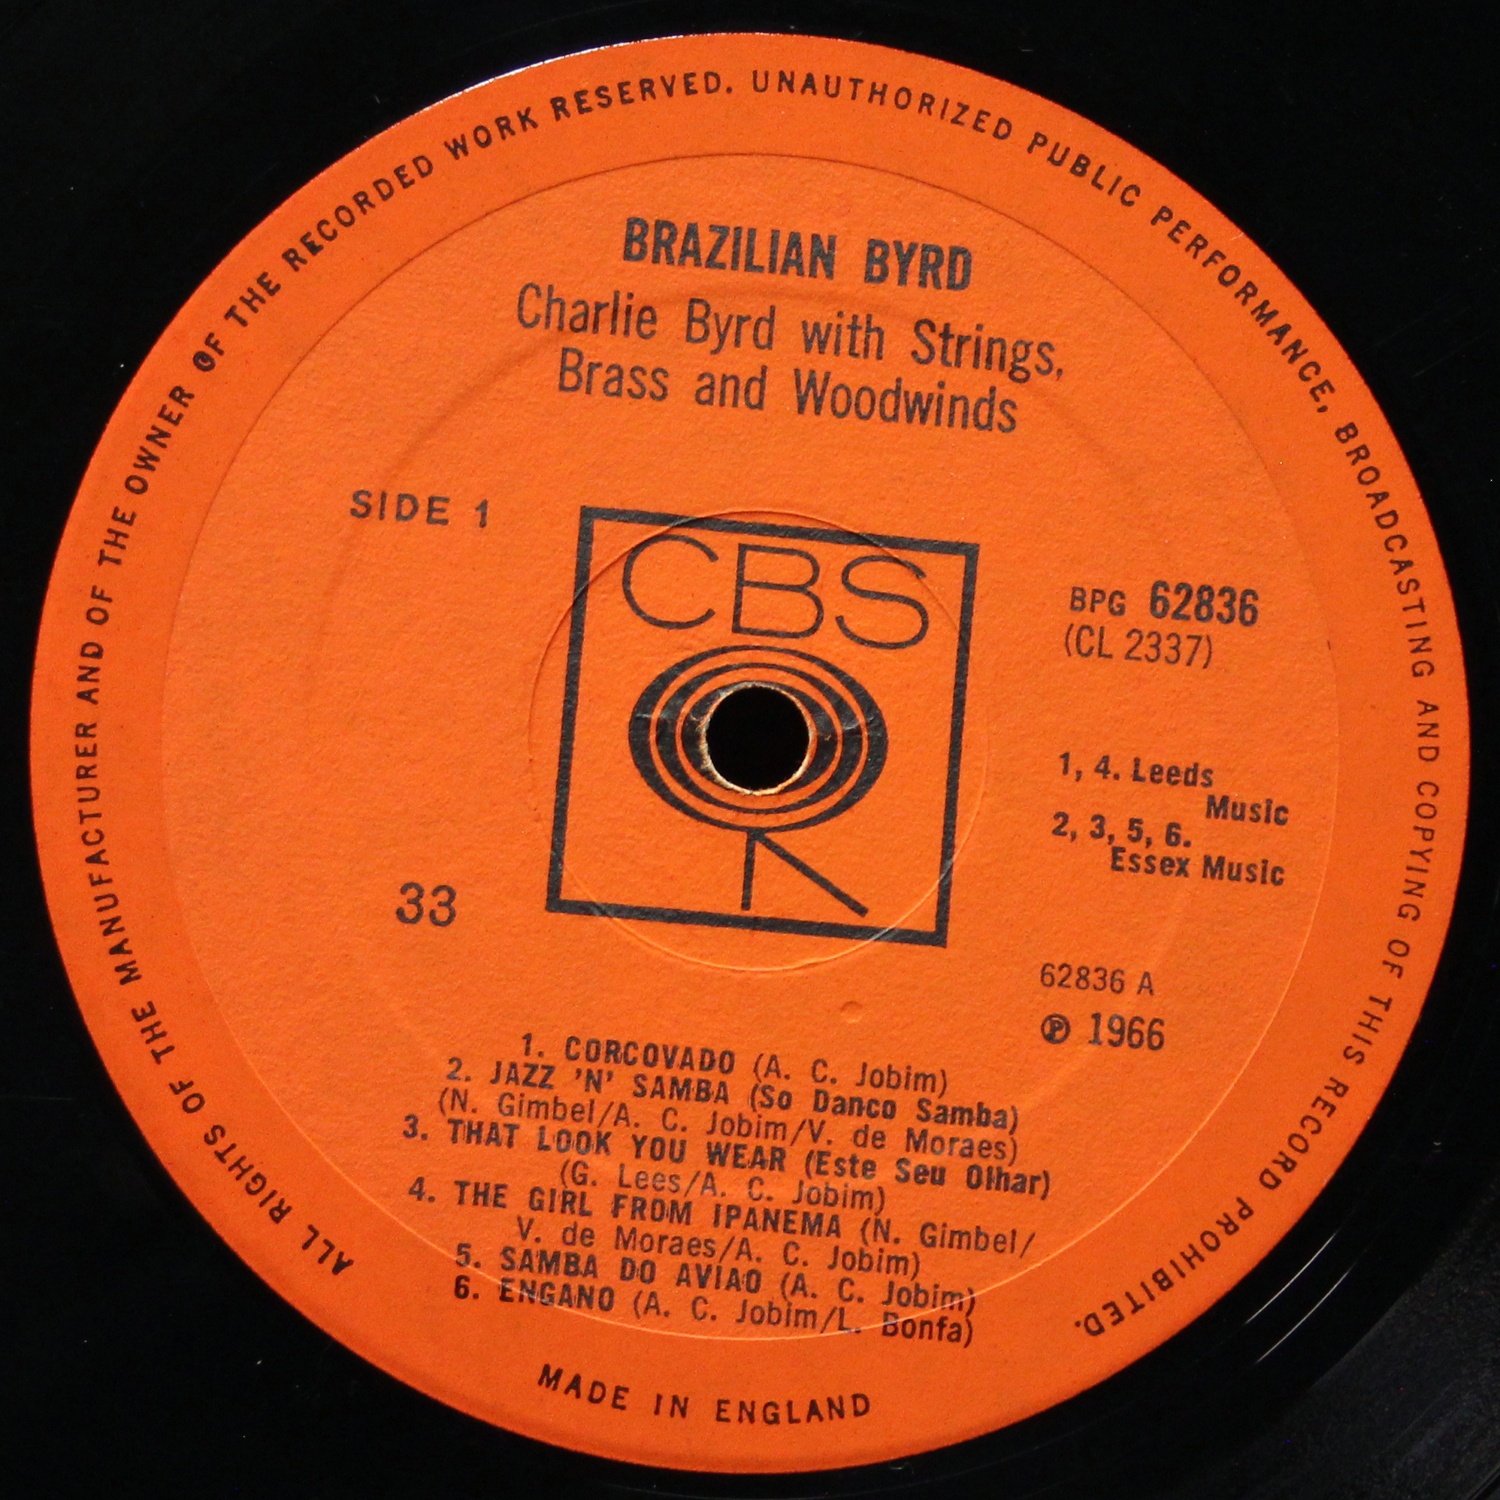 ALL RIGHTS OF THE MANUFACTURER AND OF THE OWNER OF THE RECORDED WORK RESERVED. UNAUTHORIZED PUBLIC PERFORMANCE, BROADCASTING AND COPYING OF THIS RECORD PROHIBITED.
BRAZILIAN BYRD
Charlie Byrd with Strings,
Brass and Woodwinds
SIDE 1
CBS
BPG 62836
(CL 2337)
1, 4. Leeds
Music
2, 3, 5, 6.
Essex Music
33
62836 A
℗ 1966
1. CORCOVADO (A. C. Jobim)
2. JAZZ 'N' SAMBA (So Danco Samba)
(N. Gimbel/A. C. Jobim/V. de Moraes)
3. THAT LOOK YOU WEAR (Este Seu Olhar)
(G. Lees/A. C. Jobim)
4. THE GIRL FROM IPANEMA (N. Gimbel/
V. de Moraes/A. C. Jobim)
5. SAMBA DO AVIAO (A. C. Jobim)
6. ENGANO (A. C. Jobim/L. Bonfa)
MADE IN ENGLAND